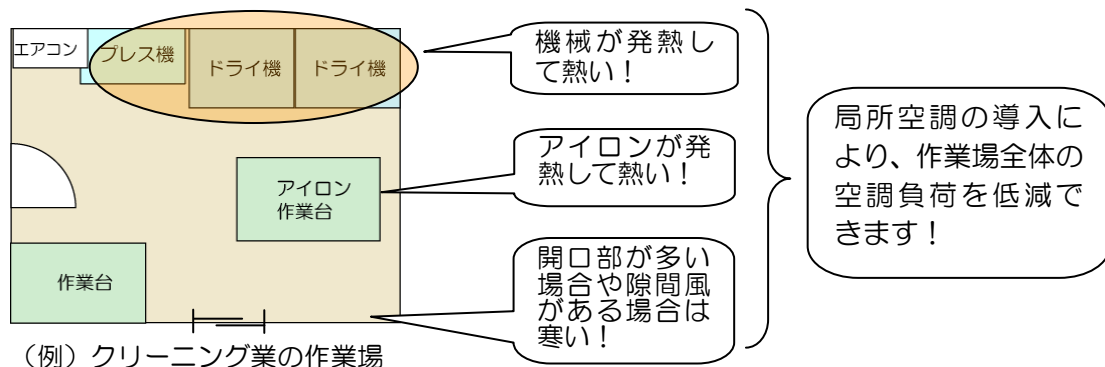 エアコン
プレス機
ドライ機
ドライ機
機械が発熱し
て熱い！
アイロンが発
熱して熱い！
アイロン
作業台
開口部が多い
場合や隙間風
がある場合は
寒い！
作業台
（例）クリーニング業の作業場
局所空調の導入に
より、作業場全体の
空調負荷を低減で
きます！